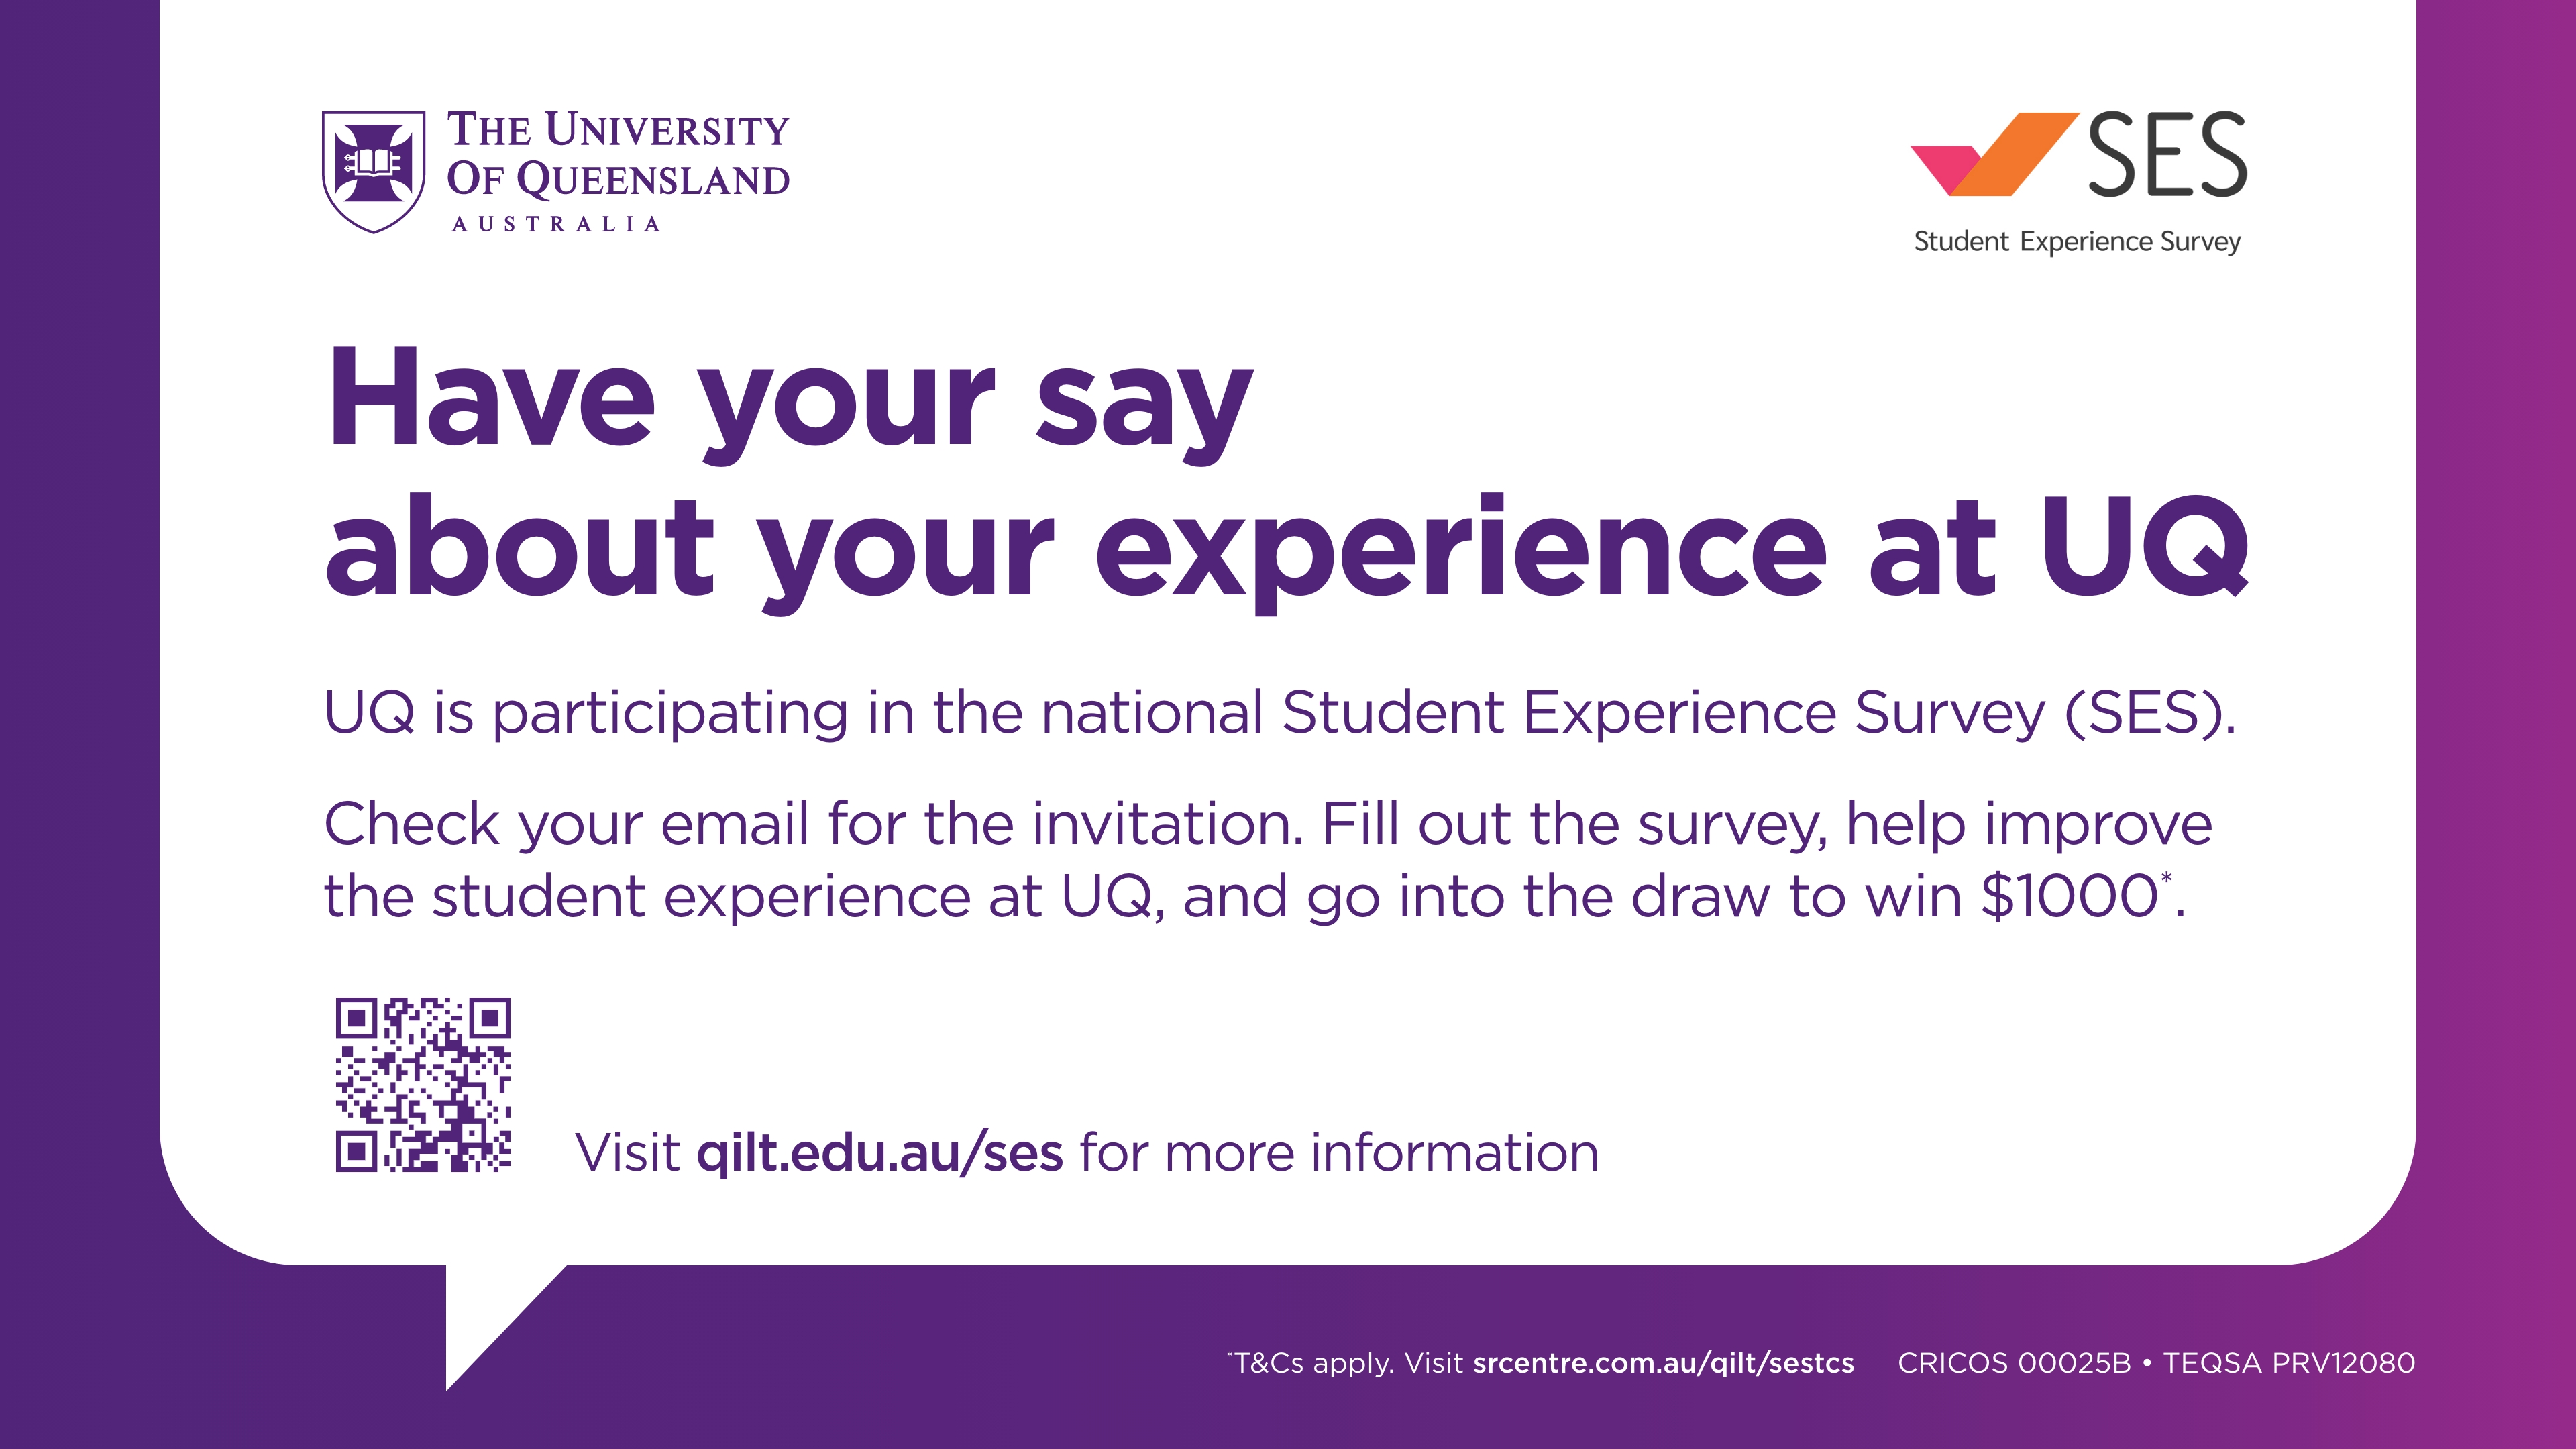 THE UNIVERSITY
OF QUEENSLAND
AUSTRALIA
SES
Student Experience Survey
Have your say
about your experience at UQ
UQ is participating in the national Student Experience Survey (SES).
Check your email for the invitation. Fill out the survey, help improve
the student experience at UQ, and go into the draw to win $1000*.
Visit qilt.edu.au/ses for more information
*T&Cs apply. Visit srcentre.com.au/qilt/sestcs CRICOS 00025B • TEQSA PRV12080